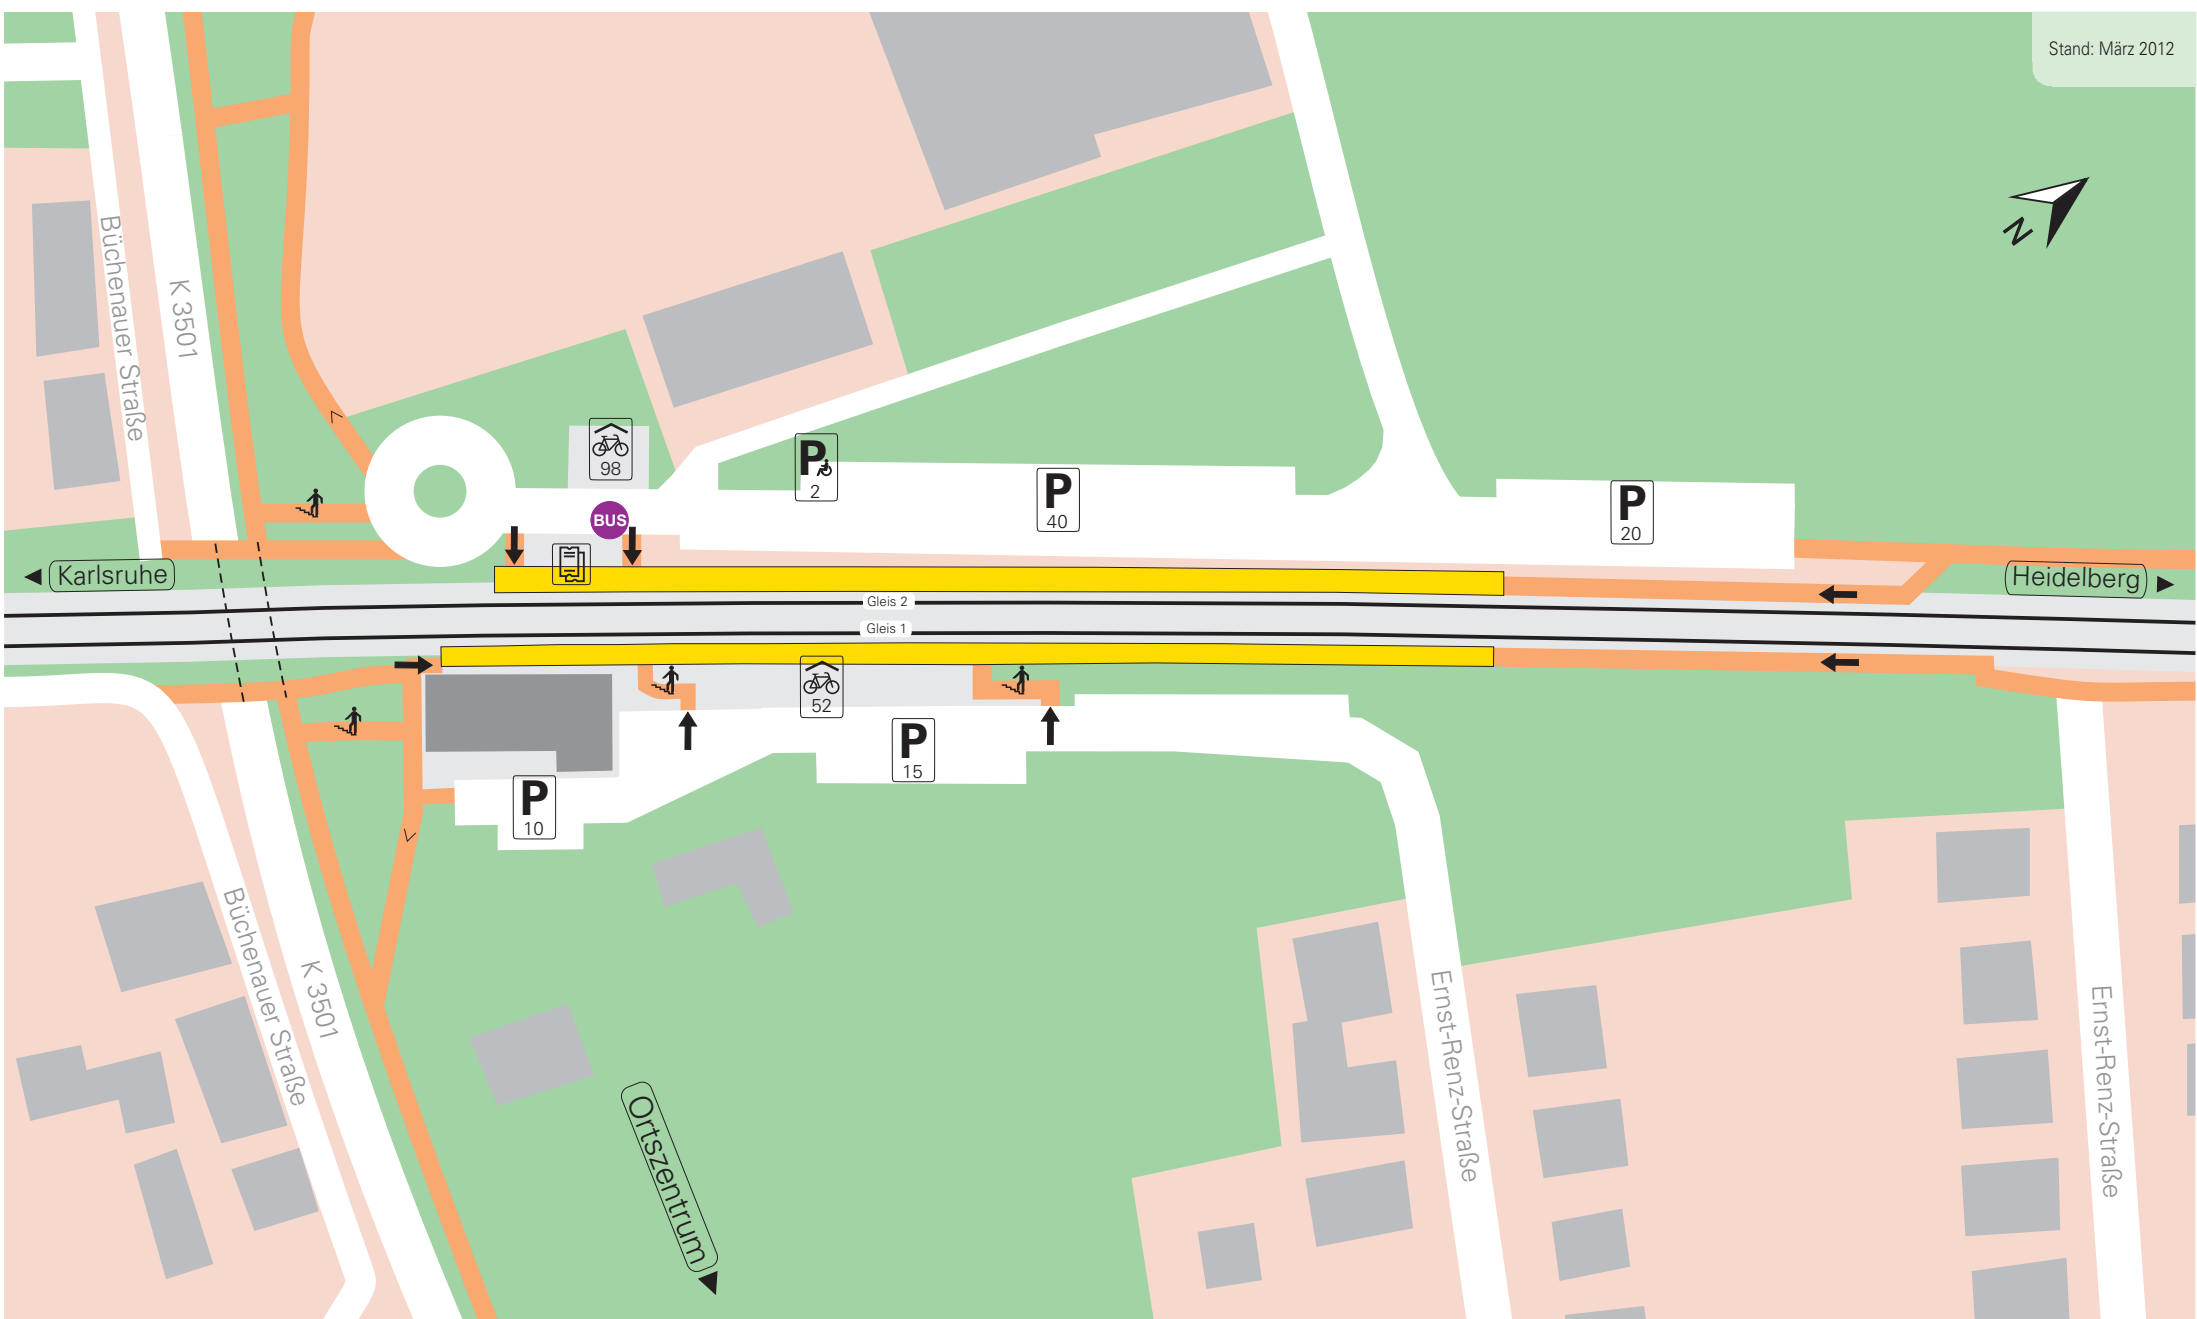 Stand: März 2012
N
Büchenauer Straße
K 3501
98
P
2
P
40
P
20
BUS
Karlsruhe
Heidelberg
Gleis 2
Gleis 1
52
P
15
P
10
Büchenauer Straße
K 3501
Ortszentrum
Ernst-Renz-Straße
Ernst-Renz-Straße